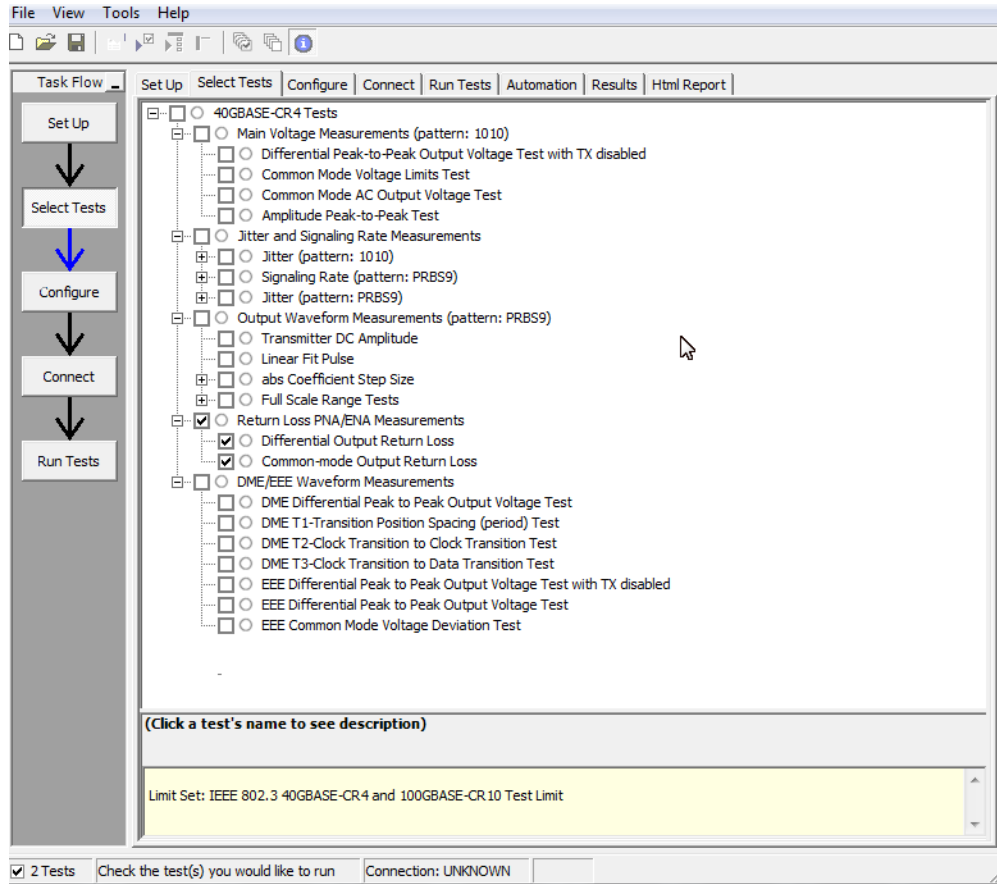 File View Tools Help
Task Flow
Set Up Select Tests Configure Connect Run Tests Automation Results Html Report
Set Up
Select Tests
Configure
Connect
Run Tests
40GBASE-CR4 Tests
Main Voltage Measurements (pattern: 1010)
Differential Peak-to-Peak Output Voltage Test with TX disabled
Common Mode Voltage Limits Test
Common Mode AC Output Voltage Test
Amplitude Peak-to-Peak Test
Jitter and Signaling Rate Measurements
Jitter (pattern: 1010)
Signaling Rate (pattern: PRBS9)
Jitter (pattern: PRBS9)
Output Waveform Measurements (pattern: PRBS9)
Transmitter DC Amplitude
Linear Fit Pulse
abs Coefficient Step Size
Full Scale Range Tests
Return Loss PNA/ENA Measurements
Differential Output Return Loss
Common-mode Output Return Loss
DME/EEE Waveform Measurements
DME Differential Peak to Peak Output Voltage Test
DME T1-Transition Position Spacing (period) Test
DME T2-Clock Transition to Clock Transition Test
DME T3-Clock Transition to Data Transition Test
EEE Differential Peak to Peak Output Voltage Test with TX disabled
EEE Differential Peak to Peak Output Voltage Test
EEE Common Mode Voltage Deviation Test
(Click a test's name to see description)
Limit Set: IEEE 802.3 40GBASE-CR4 and 100GBASE-CR10 Test Limit
2 Tests Check the test(s) you would like to run Connection: UNKNOWN